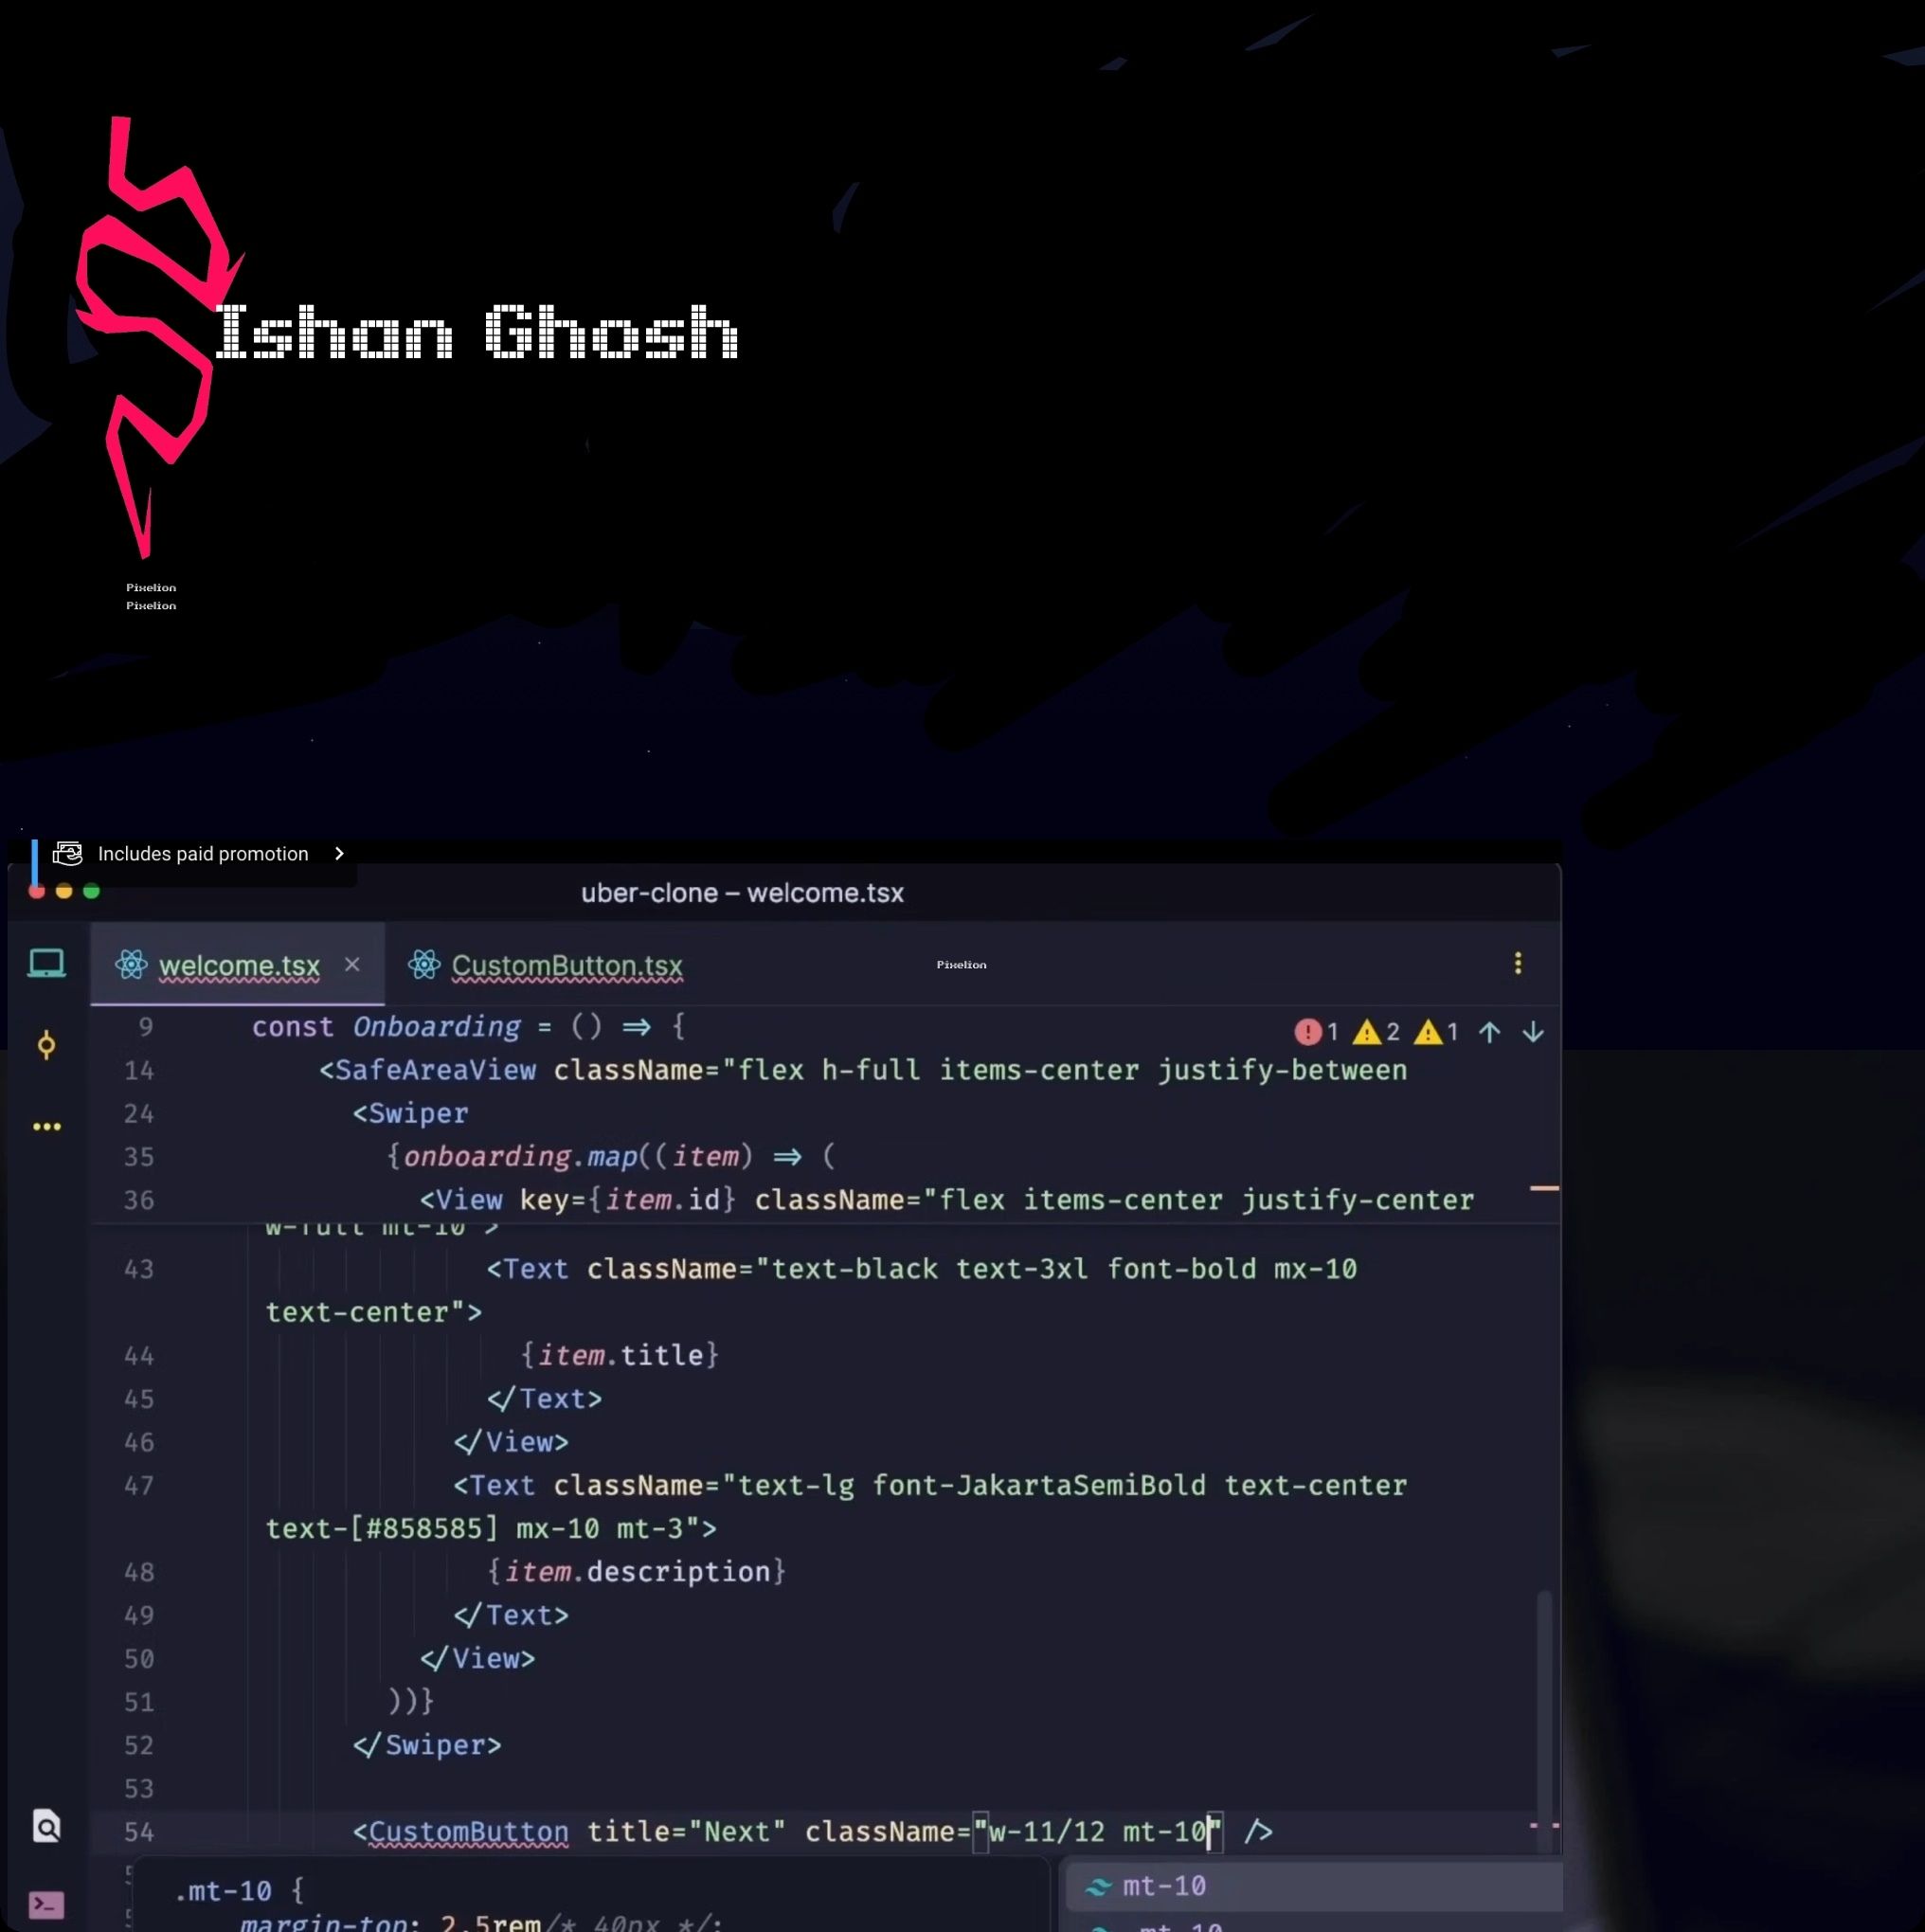 Ishan Ghosh
Pixelion
Pixelion
Includes paid promotion
uber-clone – welcome.tsx
welcome.tsx
CustomButton.tsx
Pixelion
9 const Onboarding = () => {
1 2 1
14 <SafeAreaView className="flex h-full items-center justify-between
24 <Swiper
35 {onboarding.map((item) => (
36 <View key={item.id} className="flex items-center justify-center
w-full mt-10">
43 <Text className="text-black text-3xl font-bold mx-10
text-center">
44 {item.title}
45 </Text>
46 </View>
47 <Text className="text-lg font-JakartaSemiBold text-center
text-[#858585] mx-10 mt-3">
48 {item.description}
49 </Text>
50 </View>
51 ))}
52 </Swiper>
53
54 <CustomButton title="Next" className="w-11/12 mt-10" />
.mt-10 {
margin-top: 2.5rem/* 40px */;
mt-10
-mt-10